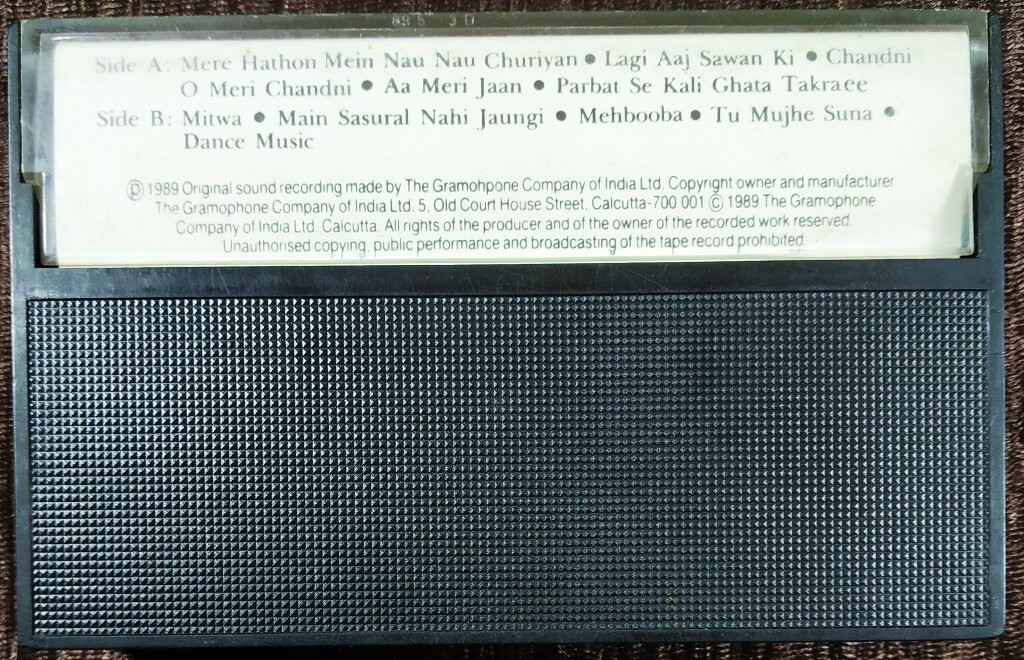 Side A: Mere Hathon Mein Nau Nau Churiyan ● Lagi Aaj Sawan Ki ● Chandni
O Meri Chandni ● Aa Meri Jaan ● Parbat Se Kali Ghata Takraee
Side B: Mitwa ● Main Sasural Nahi Jaungi ● Mehbooba ● Tu Mujhe Suna ●
Dance Music
℗ 1989 Original sound recording made by The Gramohpone Company of India Ltd. Copyright owner and manufacturer
The Gramophone Company of India Ltd. 5, Old Court House Street, Calcutta-700 001 © 1989 The Gramophone
Company of India Ltd. Calcutta. All rights of the producer and of the owner of the recorded work reserved.
Unauthorised copying, public performance and broadcasting of the tape record prohibited